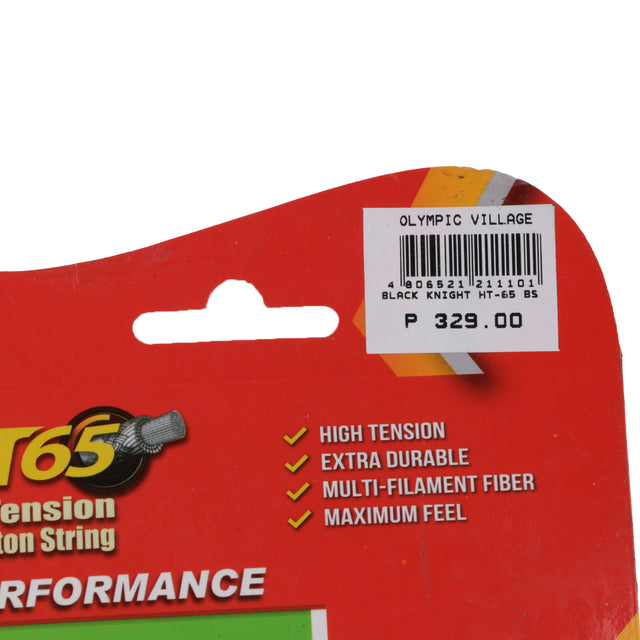 OLYMPIC VILLAGE
4 806521 211101
BLACK KNIGHT HT-65 BS
P 329.00
T65
Tension
ton String
RFORMANCE
HIGH TENSION
EXTRA DURABLE
MULTI-FILAMENT FIBER
MAXIMUM FEEL